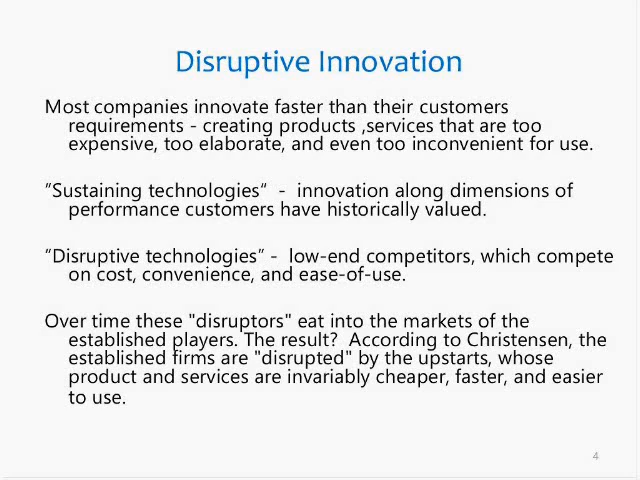 Disruptive Innovation
Most companies innovate faster than their customers
requirements - creating products ,services that are too
expensive, too elaborate, and even too inconvenient for use.
“Sustaining technologies“ - innovation along dimensions of
performance customers have historically valued.
“Disruptive technologies” - low-end competitors, which compete
on cost, convenience, and ease-of-use.
Over time these "disruptors" eat into the markets of the
established players. The result? According to Christensen, the
established firms are "disrupted" by the upstarts, whose
product and services are invariably cheaper, faster, and easier
to use.
4